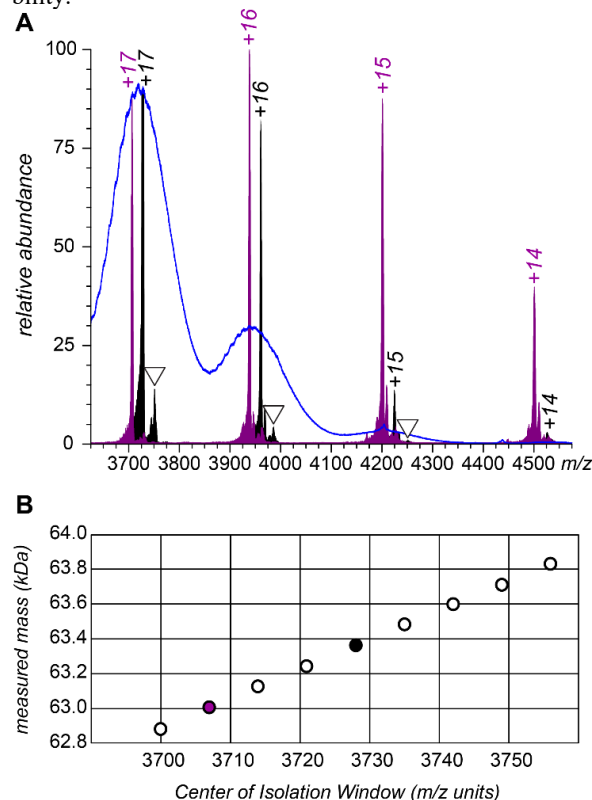 bility.
A
+17 +17 +16 +16 +15 +15 +14 +14
relative abundance
100
75
50
25
0
3700 3800 3900 4000 4100 4200 4300 4400 4500 m/z
B
measured mass (kDa)
64.0
63.8
63.6
63.4
63.2
63.0
62.8
3700 3710 3720 3730 3740 3750
Center of Isolation Window (m/z units)